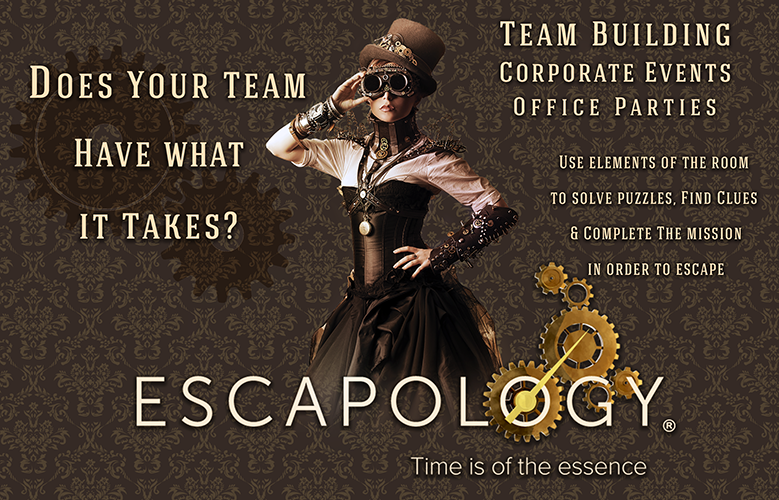 Does Your Team
Have what
it Takes?
Team Building
Corporate Events
Office Parties
Use elements of the room
to solve puzzles, Find Clues
& Complete The mission
in order to escape
ESCAPOLOGY®
Time is of the essence